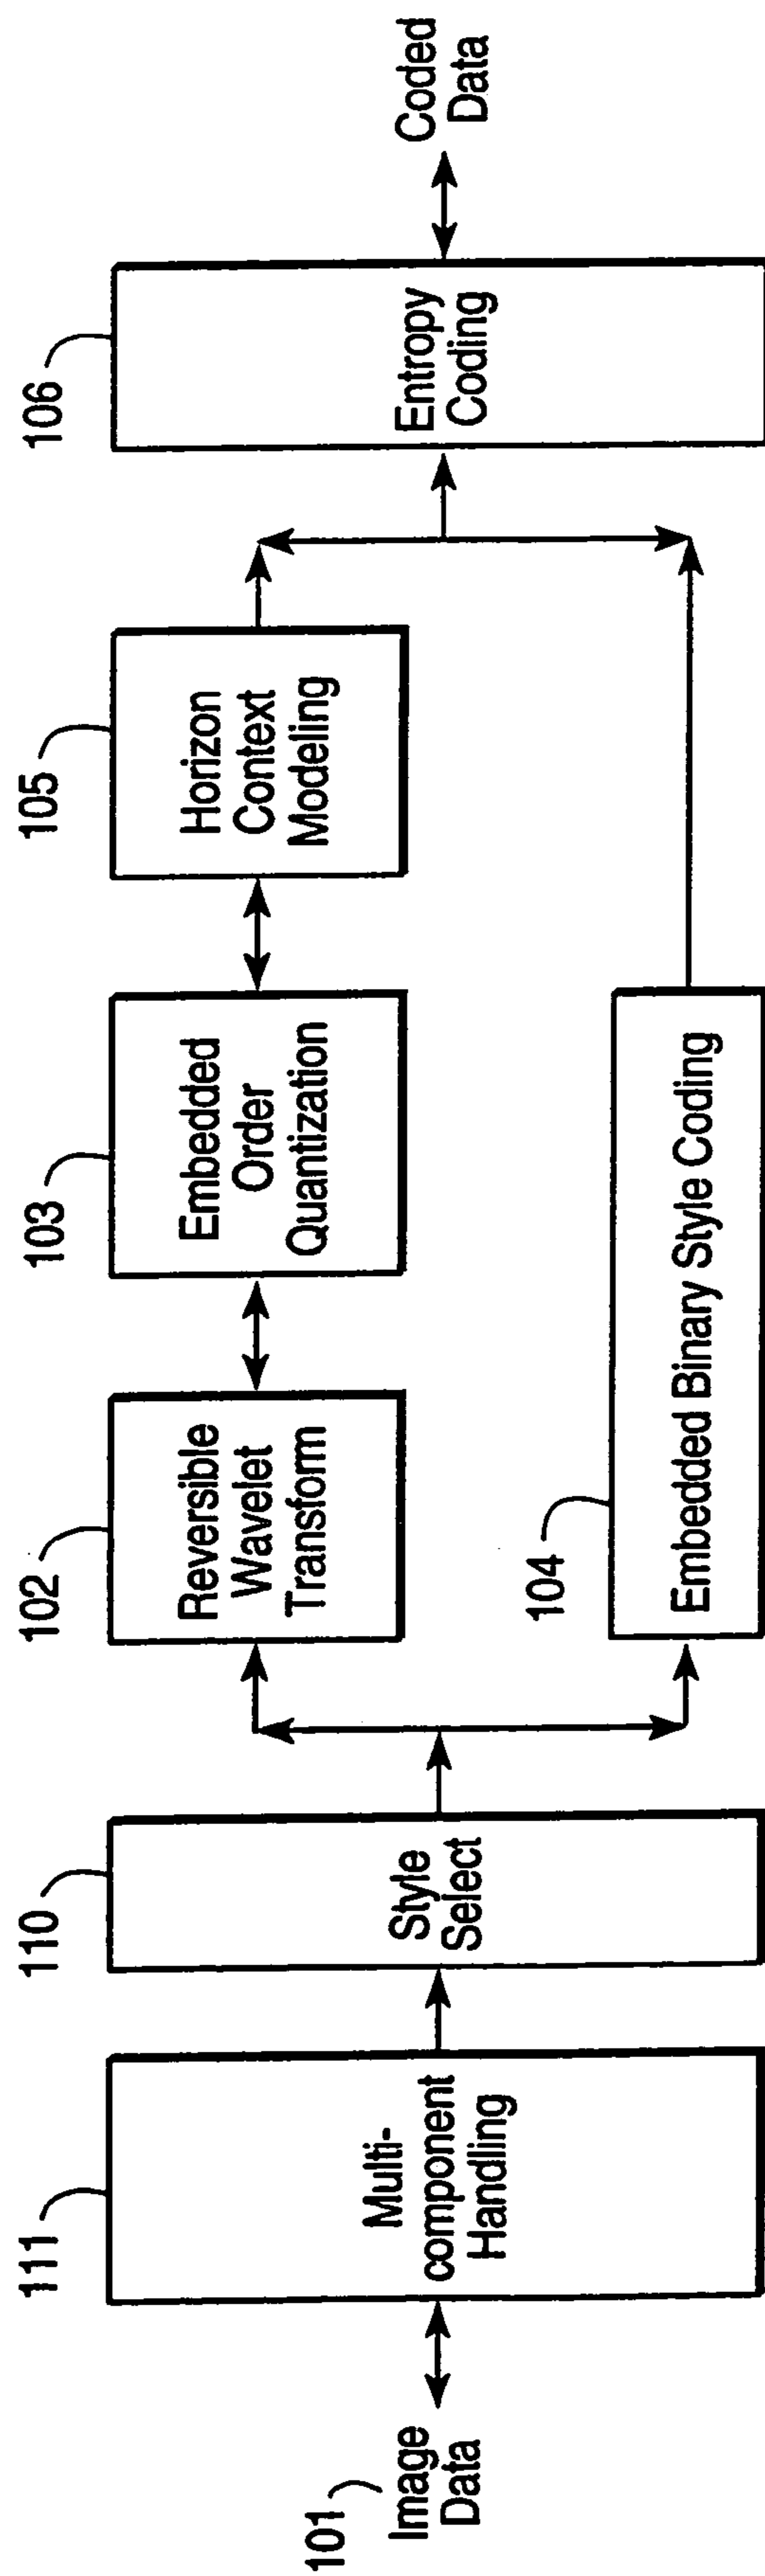 101
Image
Data
111
Multi-
component
Handling
110
Style
Select
102
Reversible
Wavelet
Transform
103
Embedded
Order
Quantization
105
Horizon
Context
Modeling
104
Embedded Binary Style Coding
106
Entropy
Coding
Coded
Data